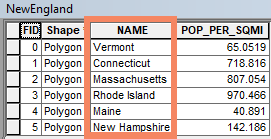 NewEngland
FID Shape NAME POP_PER_SQMI
0 Polygon Vermont 65.0519
1 Polygon Connecticut 718.816
2 Polygon Massachusetts 807.054
3 Polygon Rhode Island 970.466
4 Polygon Maine 40.891
5 Polygon New Hampshire 142.188